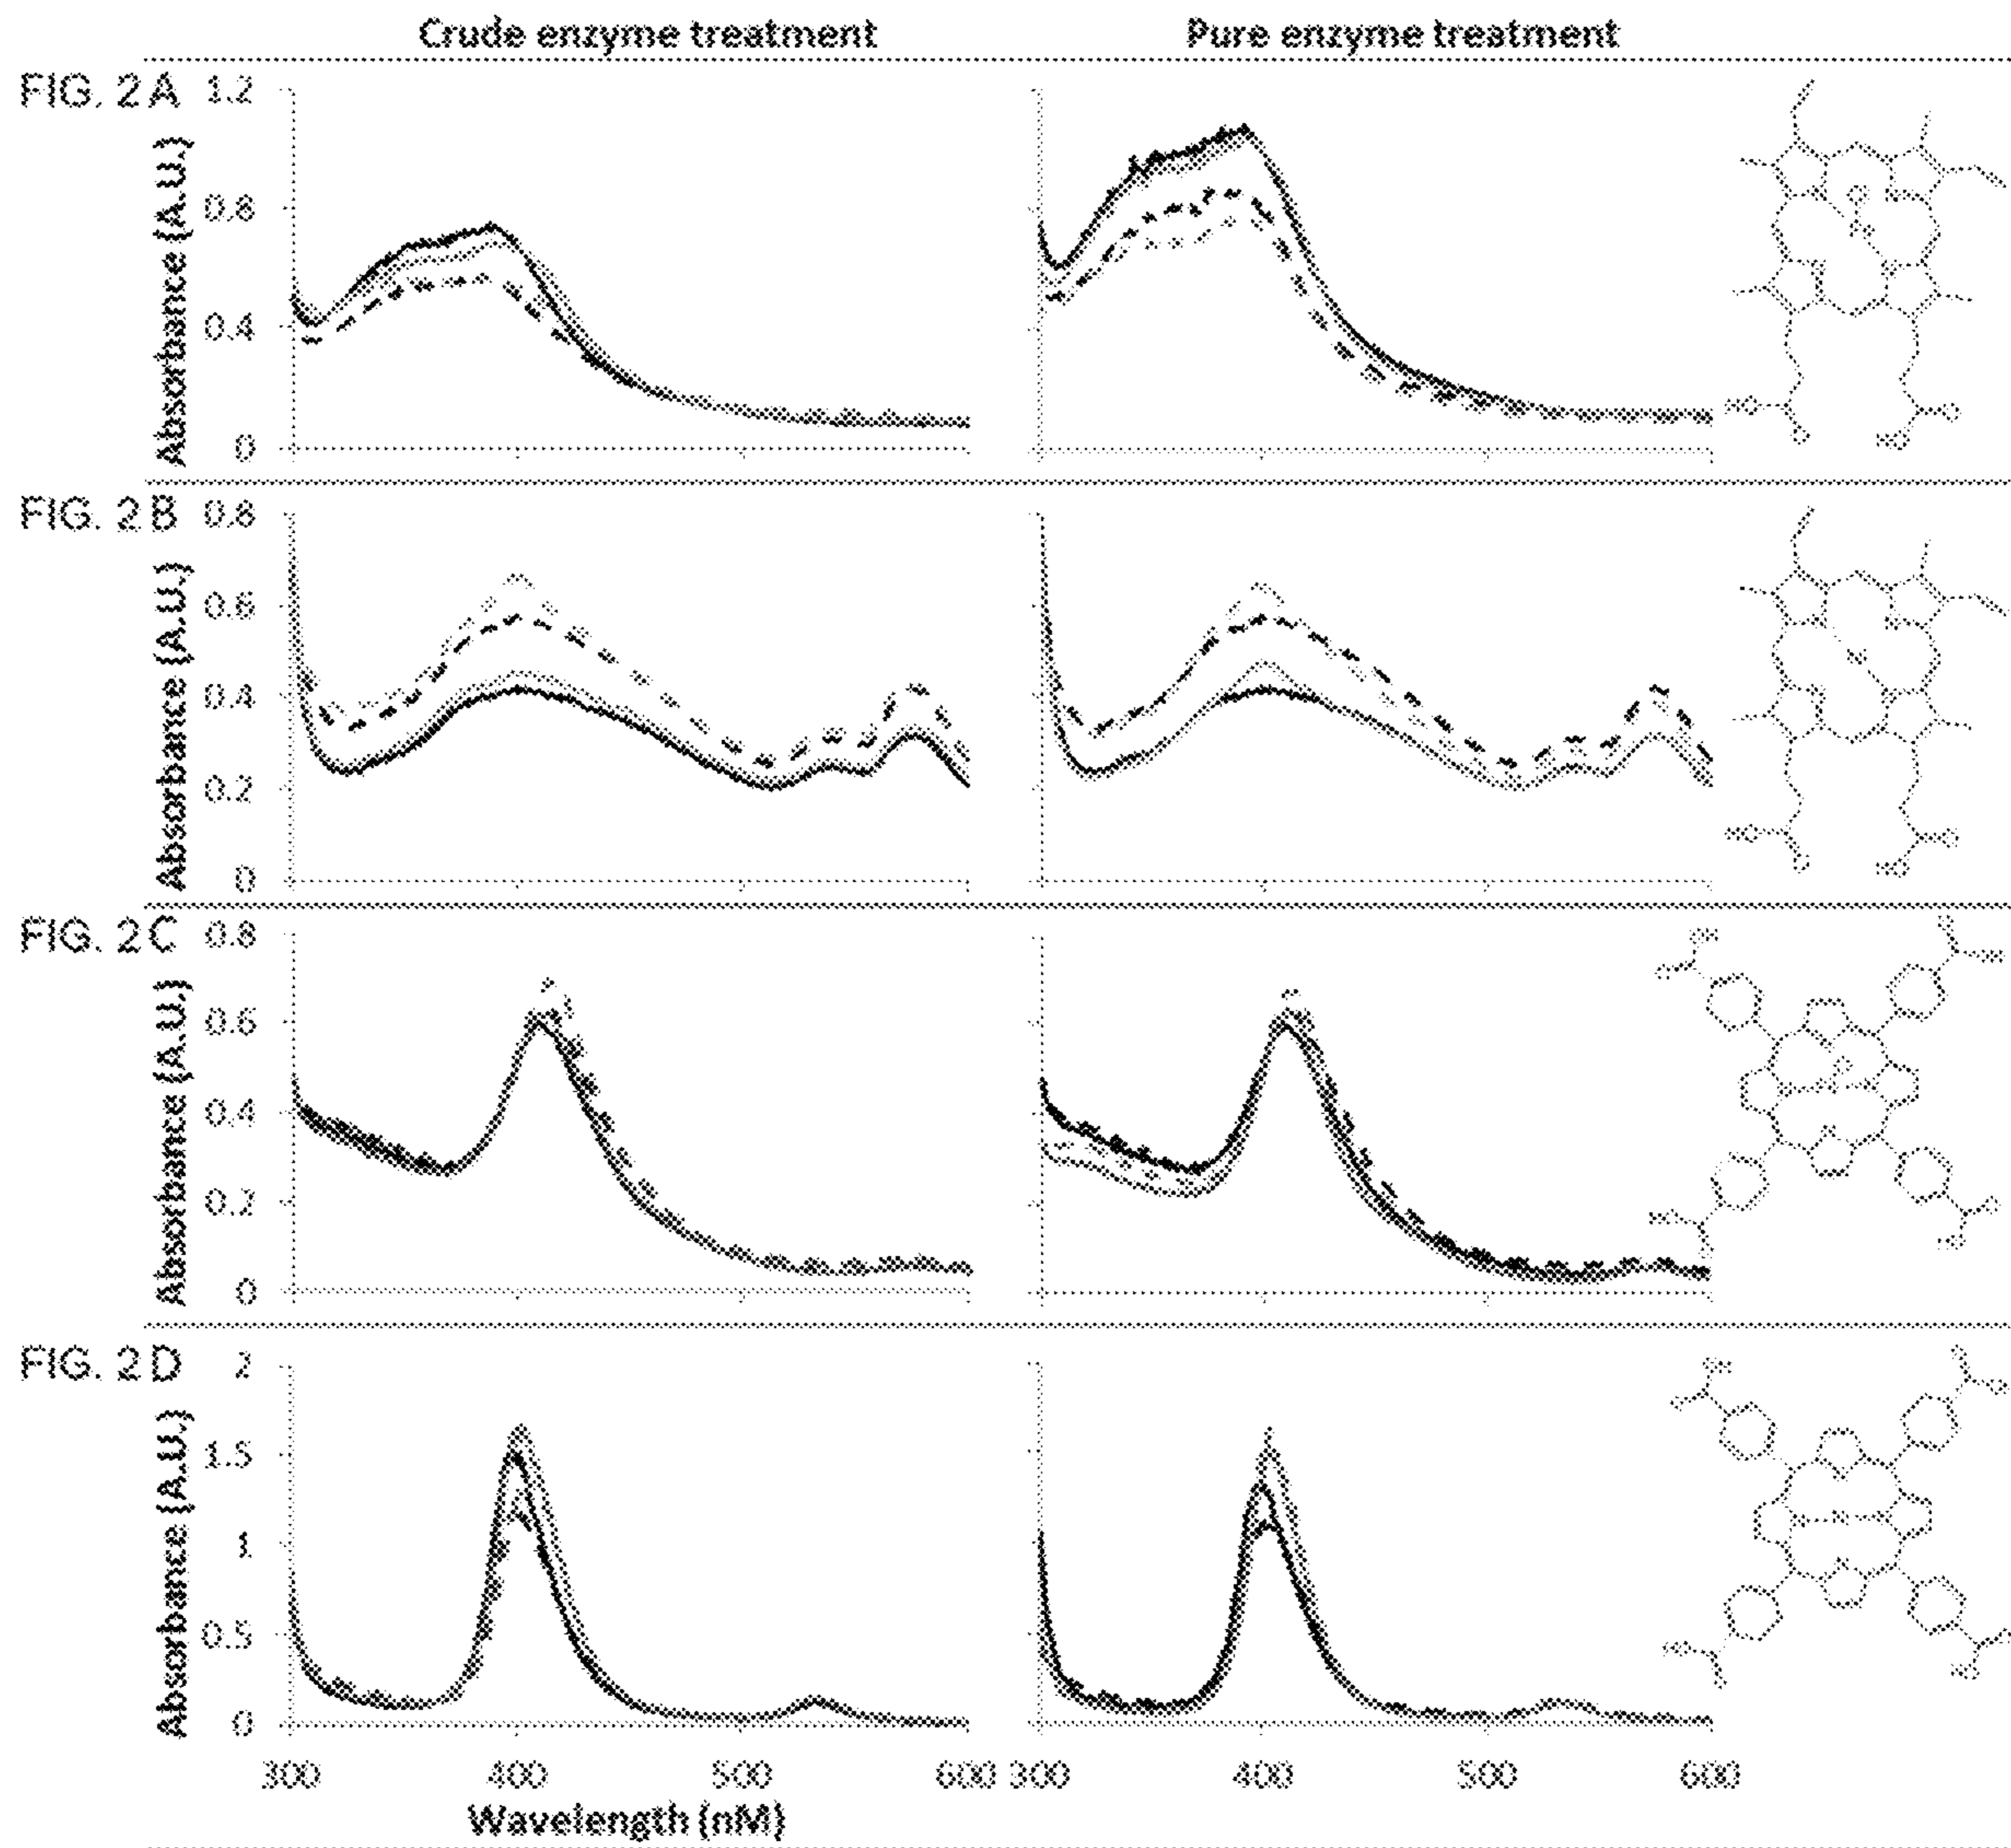 Crude enzyme treatment
Pure enzyme treatment
FIG. 2A
1.2
0.8
0.4
0
Absorbance (A.U.)
FIG. 2B
0.8
0.6
0.4
0.2
0
Absorbance (A.U.)
FIG. 2C
0.8
0.6
0.4
0.2
0
Absorbance (A.U.)
FIG. 2D
2
1.5
1
0.5
0
Absorbance (A.U.)
300 400 500 600
300 400 500 600
Wavelength (nM)